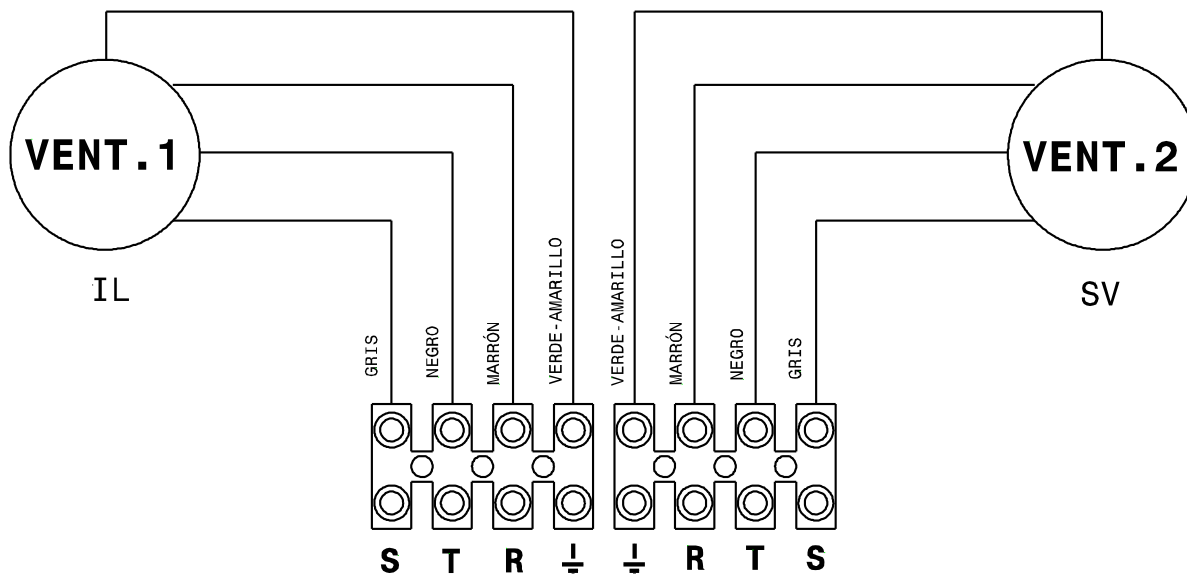 VENT.1
VENT.2
IL
SV
GRIS
NEGRO
MARRÓN
VERDE-AMARILLO
VERDE-AMARILLO
MARRÓN
NEGRO
GRIS
S T R R T S